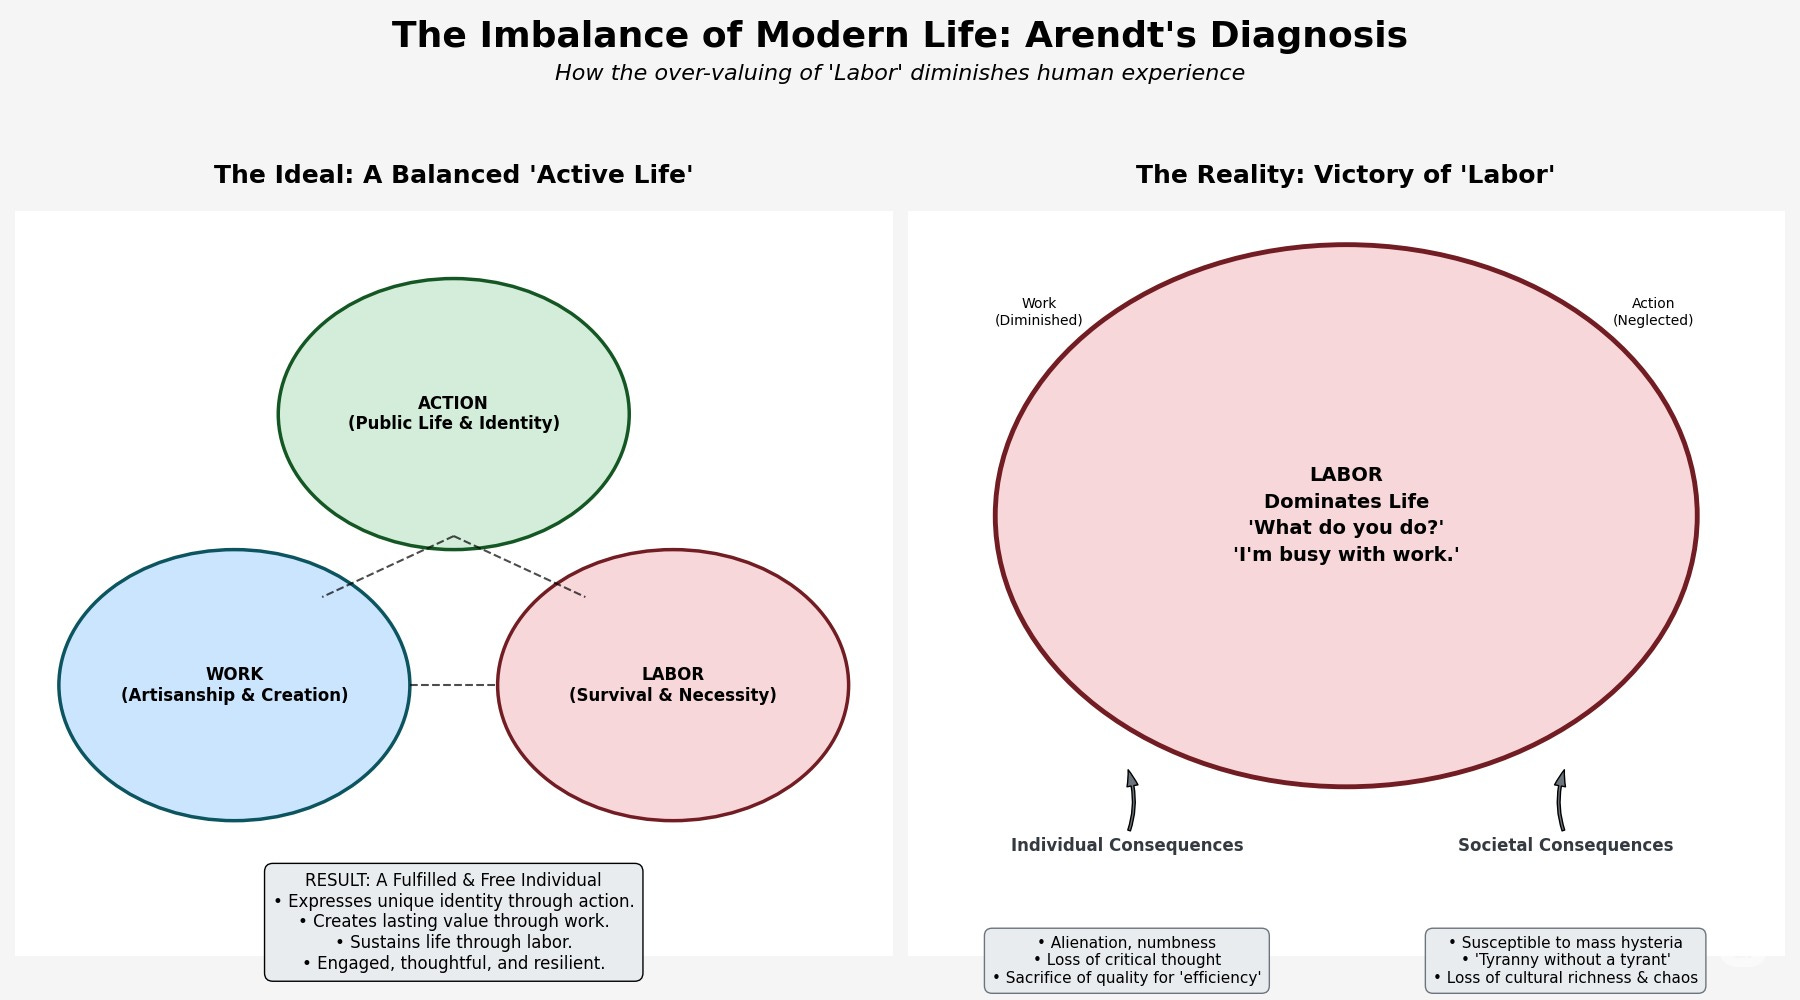 The Imbalance of Modern Life: Arendt's Diagnosis
How the over-valuing of 'Labor' diminishes human experience
The Ideal: A Balanced 'Active Life'
ACTION
(Public Life & Identity)
WORK
(Artisanship & Creation)
LABOR
(Survival & Necessity)
RESULT: A Fulfilled & Free Individual
• Expresses unique identity through action.
• Creates lasting value through work.
• Sustains life through labor.
• Engaged, thoughtful, and resilient.
The Reality: Victory of 'Labor'
Work
(Diminished)
Action
(Neglected)
LABOR
Dominates Life
'What do you do?'
'I'm busy with work.'
Individual Consequences
• Alienation, numbness
• Loss of critical thought
• Sacrifice of quality for 'efficiency'
Societal Consequences
• Susceptible to mass hysteria
• 'Tyranny without a tyrant'
• Loss of cultural richness & chaos